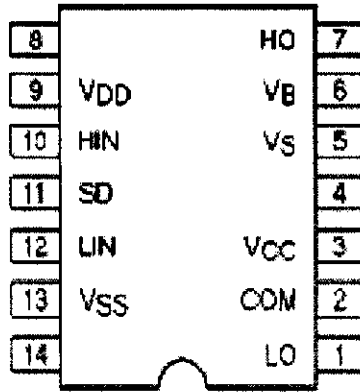 8 HO 7
9 VDD VB 6
10 HIN VS 5
11 SD 4
12 LIN VCC 3
13 VSS COM 2
14 LO 1